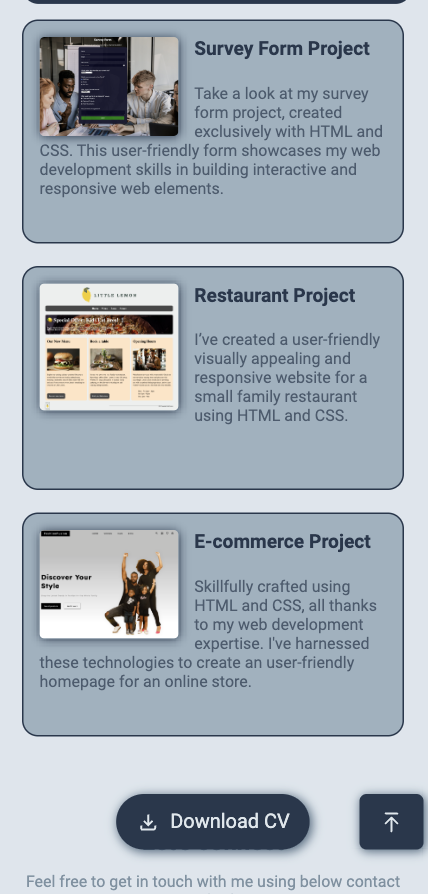 Survey Form Project
Take a look at my survey
form project, created
exclusively with HTML and
CSS. This user-friendly form showcases my web
development skills in building interactive and
responsive web elements.
LITTLE LEMON
Restaurant Project
I've created a user-friendly
visually appealing and
responsive website for a
small family restaurant
using HTML and CSS.
Discover Your
Style
E-commerce Project
Skillfully crafted using
HTML and CSS, all thanks
to my web development
expertise. I've harnessed
these technologies to create an user-friendly
homepage for an online store.
Download CV
Feel free to get in touch with me using below contact